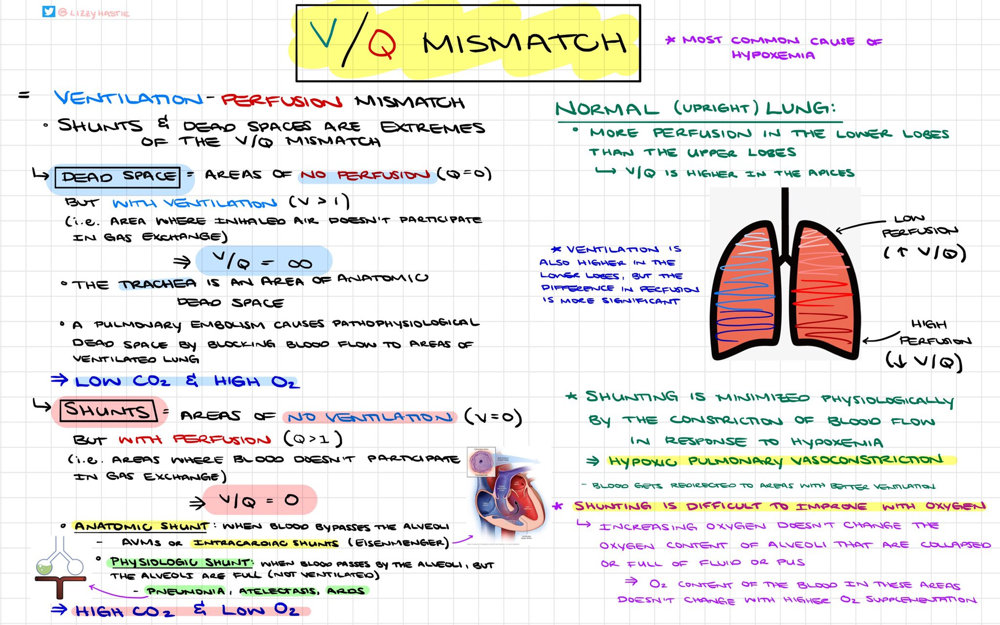 @LIZZYHASTIE
V/Q MISMATCH
* MOST COMMON CAUSE OF
HYPOXEMIA
= VENTILATION-PERFUSION MISMATCH
• SHUNTS & DEAD SPACES ARE EXTREMES
OF THE V/Q MISMATCH
↳ DEAD SPACE = AREAS OF NO PERFUSION (Q=0)
BUT WITH VENTILATION (V > 1)
(i.e. AREA WHERE INHALED AIR DOESN'T PARTICIPATE
IN GAS EXCHANGE)
⇒ V/Q = ∞
• THE TRACHEA IS AN AREA OF ANATOMIC
DEAD SPACE
• A PULMONARY EMBOLISM CAUSES PATHOPHYSIOLOGICAL
DEAD SPACE BY BLOCKING BLOOD FLOW TO AREAS OF
VENTILATED LUNG
⇒ LOW CO2 & HIGH O2
↳ SHUNTS = AREAS OF NO VENTILATION (V=0)
BUT WITH PERFUSION (Q>1)
(i.e. AREAS WHERE BLOOD DOESN'T PARTICIPATE
IN GAS EXCHANGE)
⇒ V/Q = 0
• ANATOMIC SHUNT: WHEN BLOOD BYPASSES THE ALVEOLI
- AVMS OR INTRACARDIAC SHUNTS (EISENMENGER)
• PHYSIOLOGIC SHUNT: WHEN BLOOD PASSES BY THE ALVEOLI, BUT
THE ALVEOLI ARE FULL (NOT VENTILATED)
- PNEUMONIA, ATELECTASIS, ARDS
⇒ HIGH CO2 & LOW O2
Pulmonary artery
NORMAL (UPRIGHT) LUNG:
• MORE PERFUSION IN THE LOWER LOBES
THAN THE UPPER LOBES
↳ V/Q IS HIGHER IN THE APICES
LOW
PERFUSION
(↑ V/Q)
* VENTILATION IS
ALSO HIGHER IN THE
LOWER LOBES, BUT THE
DIFFERENCE IN PERFUSION
IS MORE SIGNIFICANT
HIGH
PERFUSION
(↓ V/Q)
* SHUNTING IS MINIMIZED PHYSIOLOGICALLY
BY THE CONSTRICTION OF BLOOD FLOW
IN RESPONSE TO HYPOXEMIA
⇒ HYPOXIC PULMONARY VASOCONSTRICTION
- BLOOD GETS REDIRECTED TO AREAS WITH BETTER VENTILATION
* SHUNTING IS DIFFICULT TO IMPROVE WITH OXYGEN
↳ INCREASING OXYGEN DOESN'T CHANGE THE
OXYGEN CONTENT OF ALVEOLI THAT ARE COLLAPSED
OR FULL OF FLUID OR PUS
⇒ O2 CONTENT OF THE BLOOD IN THESE AREAS
DOESN'T CHANGE WITH HIGHER O2 SUPPLEMENTATION